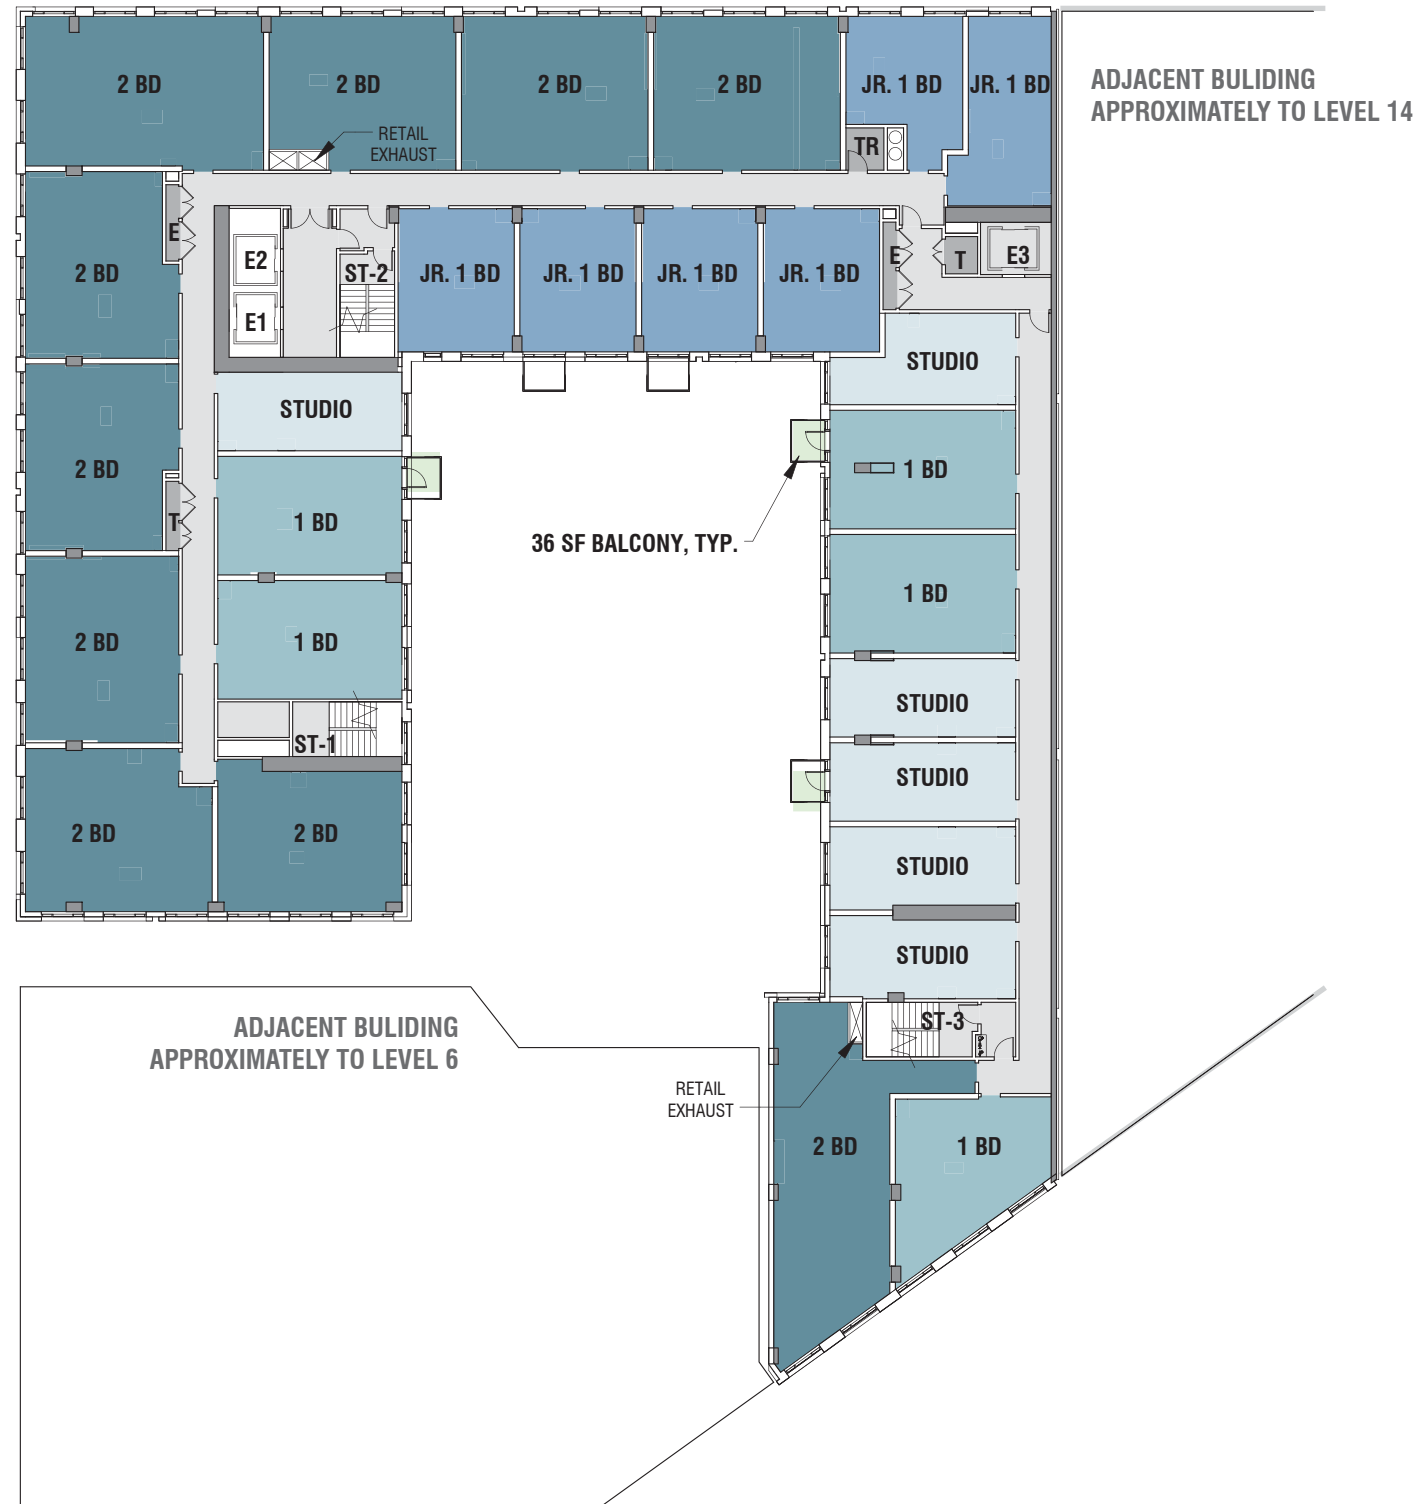 2 BD
2 BD
2 BD
2 BD
JR. 1 BD
JR. 1 BD
ADJACENT BULIDING
APPROXIMATELY TO LEVEL 14
RETAIL
EXHAUST
TR
E
E2
E1
ST-2
2 BD
JR. 1 BD
JR. 1 BD
JR. 1 BD
JR. 1 BD
E
T
E3
STUDIO
STUDIO
2 BD
1 BD
T
1 BD
36 SF BALCONY, TYP.
1 BD
2 BD
1 BD
STUDIO
ST-1
STUDIO
2 BD
2 BD
STUDIO
STUDIO
ADJACENT BULIDING
APPROXIMATELY TO LEVEL 6
ST-3
RETAIL
EXHAUST
2 BD
1 BD